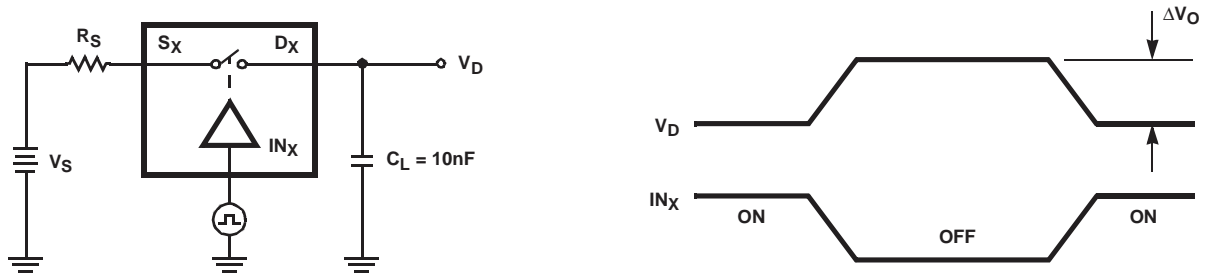 R_S
S_X
D_X
V_D
IN_X
V_S
C_L = 10nF
ΔV_O
V_D
IN_X
ON
OFF
ON